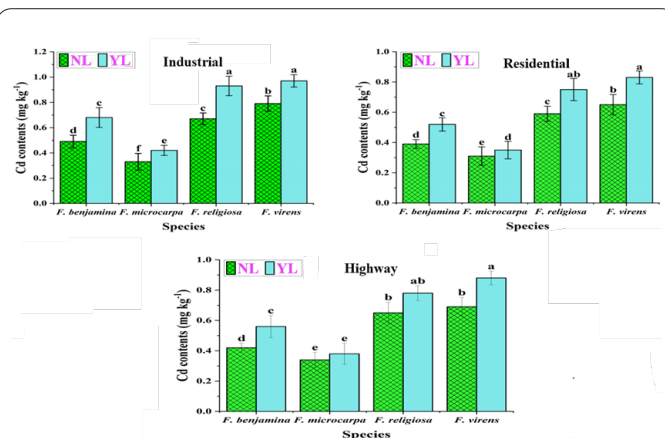 NL YL
Industrial
Cd contents (mg kg-1)
1.2
1.0
0.8
0.6
0.4
0.2
0.0
d c f e c a b a
F. benjamina F. microcarpa F. religiosa F. virens
Species
NL YL
Residential
Cd contents (mg kg-1)
1.0
0.8
0.6
0.4
0.2
0.0
d c e d c ab b a
F. benjamina F. microcarpa F. religiosa F. virens
Species
NL YL
Highway
Cd contents (mg kg-1)
1.0
0.8
0.6
0.4
0.2
0.0
d c e e b ab b a
F. benjamina F. microcarpa F. religiosa F. virens
Species